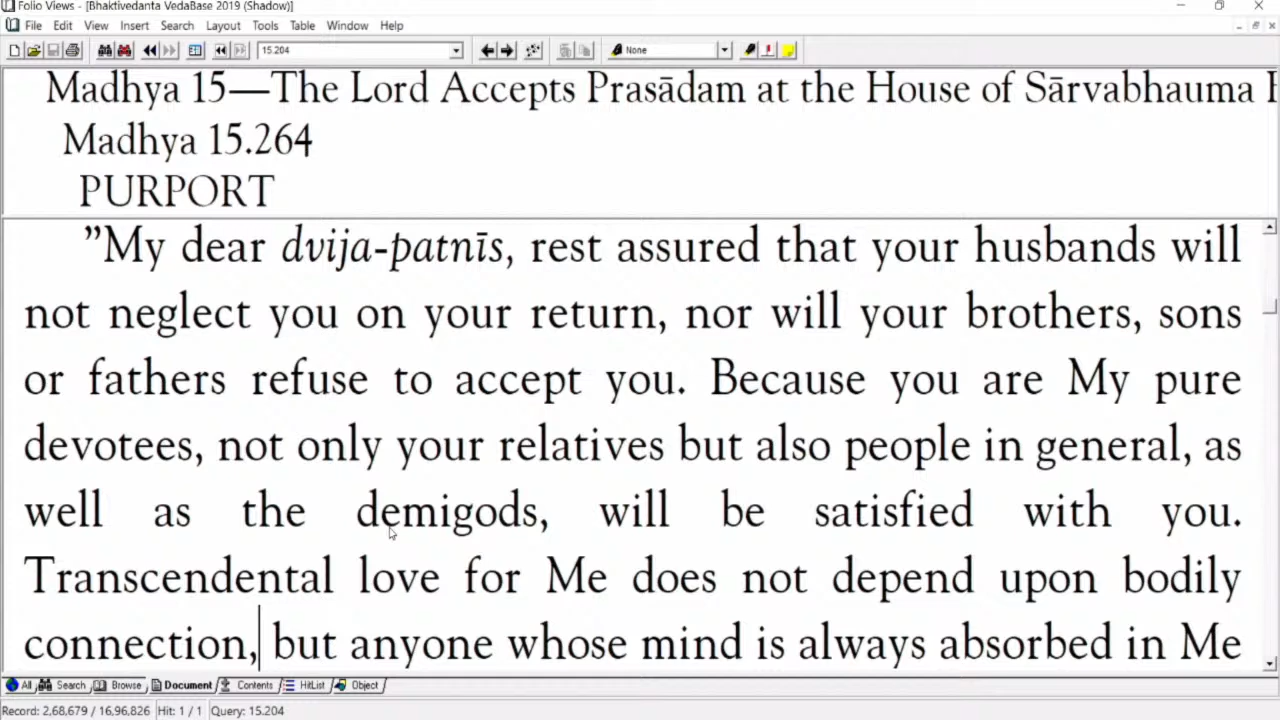 Folio Views - [Bhaktivedanta VedaBase 2019 (Shadow)]
File Edit View Insert Search Layout Tools Table Window Help
15.204 None
Madhya 15—The Lord Accepts Prasādam at the House of Sārvabhauma
Madhya 15.264
PURPORT
”My dear dvija-patnīs, rest assured that your husbands will
not neglect you on your return, nor will your brothers, sons
or fathers refuse to accept you. Because you are My pure
devotees, not only your relatives but also people in general, as
well as the demigods, will be satisfied with you.
Transcendental love for Me does not depend upon bodily
connection, but anyone whose mind is always absorbed in Me
All Search Browse Document Contents HitList Object
Record: 2,68,679 / 16,96,826 Hit: 1 / 1 Query: 15.204